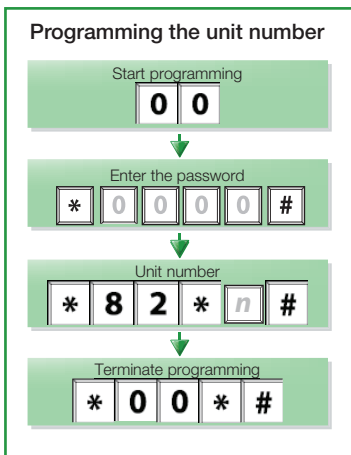 Programming the unit number
Start programming
0 0
Enter the password
* 0 0 0 0 #
Unit number
* 8 2 * n #
Terminate programming
* 0 0 * #